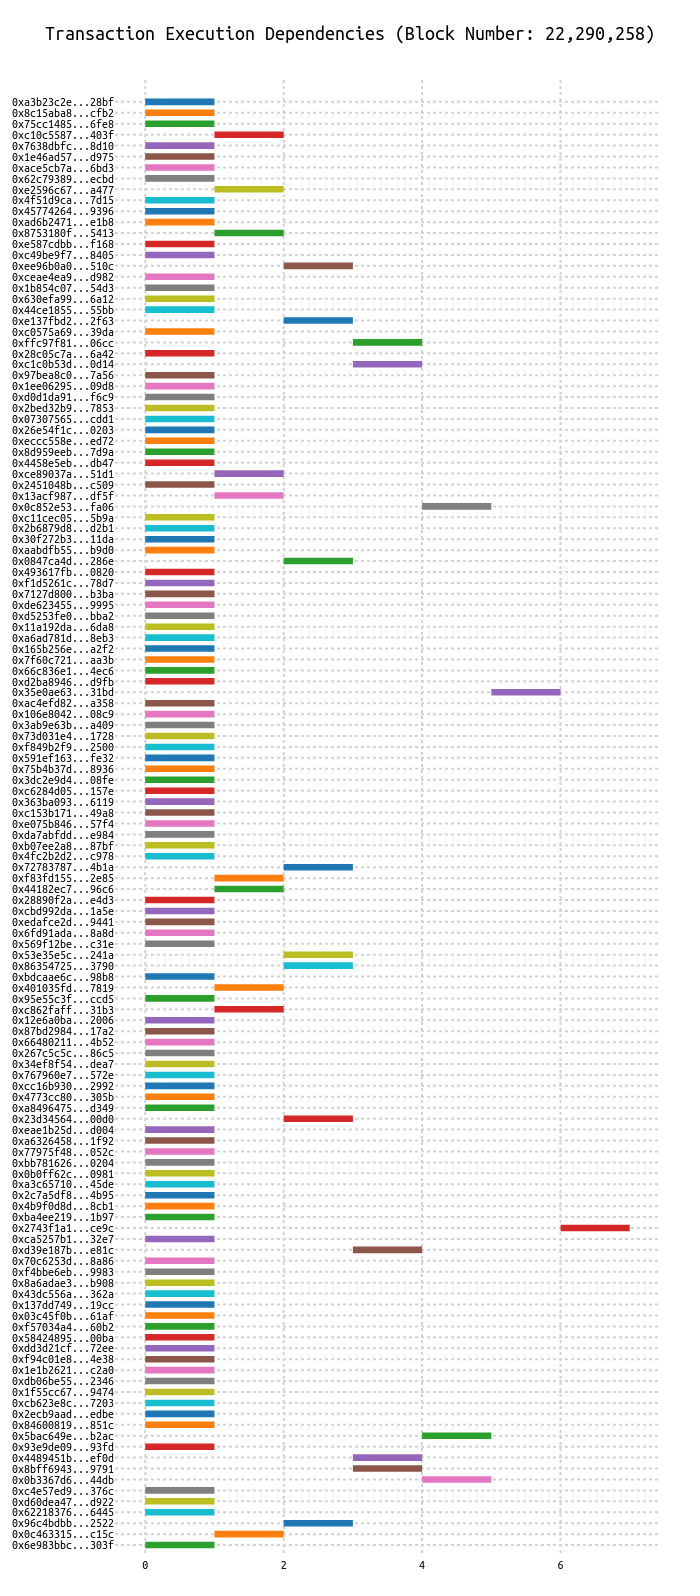 Transaction Execution Dependencies (Block Number: 22,290,258)
0xa3b23c2e...28bf
0x8c15aba8...cfb2
0x75cc1485...6fe8
0xc10c5587...403f
0x7638dbfc...8d10
0x1e46ad57...d975
0xace5cb7a...6bd3
0x62c79389...ecbd
0xe2596c67...a477
0x4f51d9ca...7d15
0x45774264...9396
0xad6b2471...e1b8
0x8753180f...5413
0xe587cdbb...f168
0xc49be9f7...8405
0xee96b0a0...510c
0xceae4ea9...d982
0x1b854c07...54d3
0x630efa99...6a12
0x44ce1855...55bb
0xe137fbd2...2f63
0xc0575a69...39da
0xffc97f81...06cc
0x28c05c7a...6a42
0xc1c0b53d...0d14
0x97bea8c0...7a56
0x1ee06295...09d8
0xd0d1da91...f6c9
0x2bed32b9...7853
0x07307565...cdd1
0x26e54f1c...0203
0xeccc558e...ed72
0x8d959eeb...7d9a
0x4458e5eb...db47
0xce89037a...51d1
0x2451048b...c509
0x13acf987...df5f
0x0c852e53...fa06
0xc11cec05...5b9a
0x2b6879d8...d2b1
0x30f272b3...11da
0xaabdfb55...b9d0
0x0847ca4d...286e
0x493617fb...0820
0xf1d5261c...78d7
0x7127d800...b3ba
0xde623455...9995
0xd5253fe0...bba2
0x11a192da...6da8
0xa6ad781d...8eb3
0x165b256e...a2f2
0x7f60c721...aa3b
0x66c836e1...4ec6
0xd2ba8946...d9fb
0x35e0ae63...31bd
0xac4efd82...a358
0x106e8042...08c9
0x3ab9e63b...a409
0x73d031e4...1728
0xf849b2f9...2500
0x591ef163...fe32
0x75b4b37d...8936
0x3dc2e9d4...08fe
0xc6284d05...157e
0x363ba093...6119
0xc153b171...49a8
0xe075b846...57f4
0xda7abfdd...e984
0xb07ee2a8...87bf
0x4fc2b2d2...c978
0x72783787...4b1a
0xf83fd155...2e85
0x44182ec7...96c6
0x28890f2a...e4d3
0xcbd992da...1a5e
0xedafce2d...9441
0x6fd91ada...8a8d
0x569f12be...c31e
0x53e35e5c...241a
0x86354725...3790
0xbdcaae6c...98b8
0x401035fd...7819
0x95e55c3f...ccd5
0xc862faff...31b3
0x12e6a0ba...2006
0x87bd2984...17a2
0x66480211...4b52
0x267c5c5c...86c5
0x34ef8f54...dea7
0x767960e7...572e
0xcc16b930...2992
0x4773cc80...305b
0xa8496475...d349
0x23d34564...00d0
0xeae1b25d...d004
0xa6326458...1f92
0x77975f48...052c
0xbb781626...0204
0x0b0ff62c...0981
0xa3c65710...45de
0x2c7a5df8...4b95
0x4b9f0d8d...8cb1
0xba4ee219...1b97
0x2743f1a1...ce9c
0xca5257b1...32e7
0xd39e187b...e81c
0x70c6253d...8a86
0xf4bbe6eb...9983
0x8a6adae3...b908
0x43dc556a...362a
0x137dd749...19cc
0x03c45f0b...61af
0xf57034a4...60b2
0x58424895...00ba
0xdd3d21cf...72ee
0xf94c01e8...4e38
0x1e1b2621...c2a0
0xdb06be55...2346
0x1f55cc67...9474
0xcb623e8c...7203
0x2ecb9aad...edbe
0x84600819...851c
0x5bac649e...b2ac
0x93e9de09...93fd
0x4489451b...ef0d
0x8bff6943...9791
0x0b3367d6...44db
0xc4e57ed9...376c
0xd60dea47...d922
0x62218376...6445
0x96c4bdbb...2522
0x0c463315...c15c
0x6e983bbc...303f
0 2 4 6